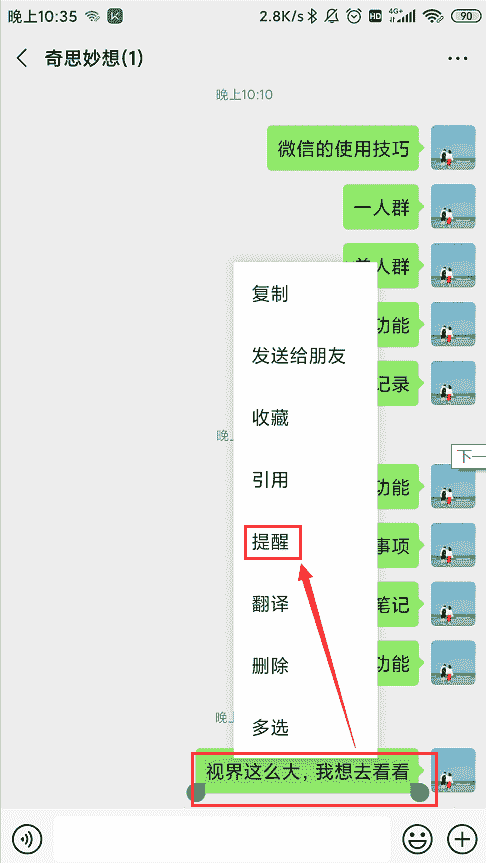 晚上10:35
2.8K/s
HD
4G+
90
奇思妙想(1)
晚上10:10
微信的使用技巧
一人群
单人群
复制
功能
发送给朋友
记录
收藏
晚上
引用
功能
下一
提醒
事项
翻译
笔记
删除
功能
多选
晚上
视界这么大,我想去看看